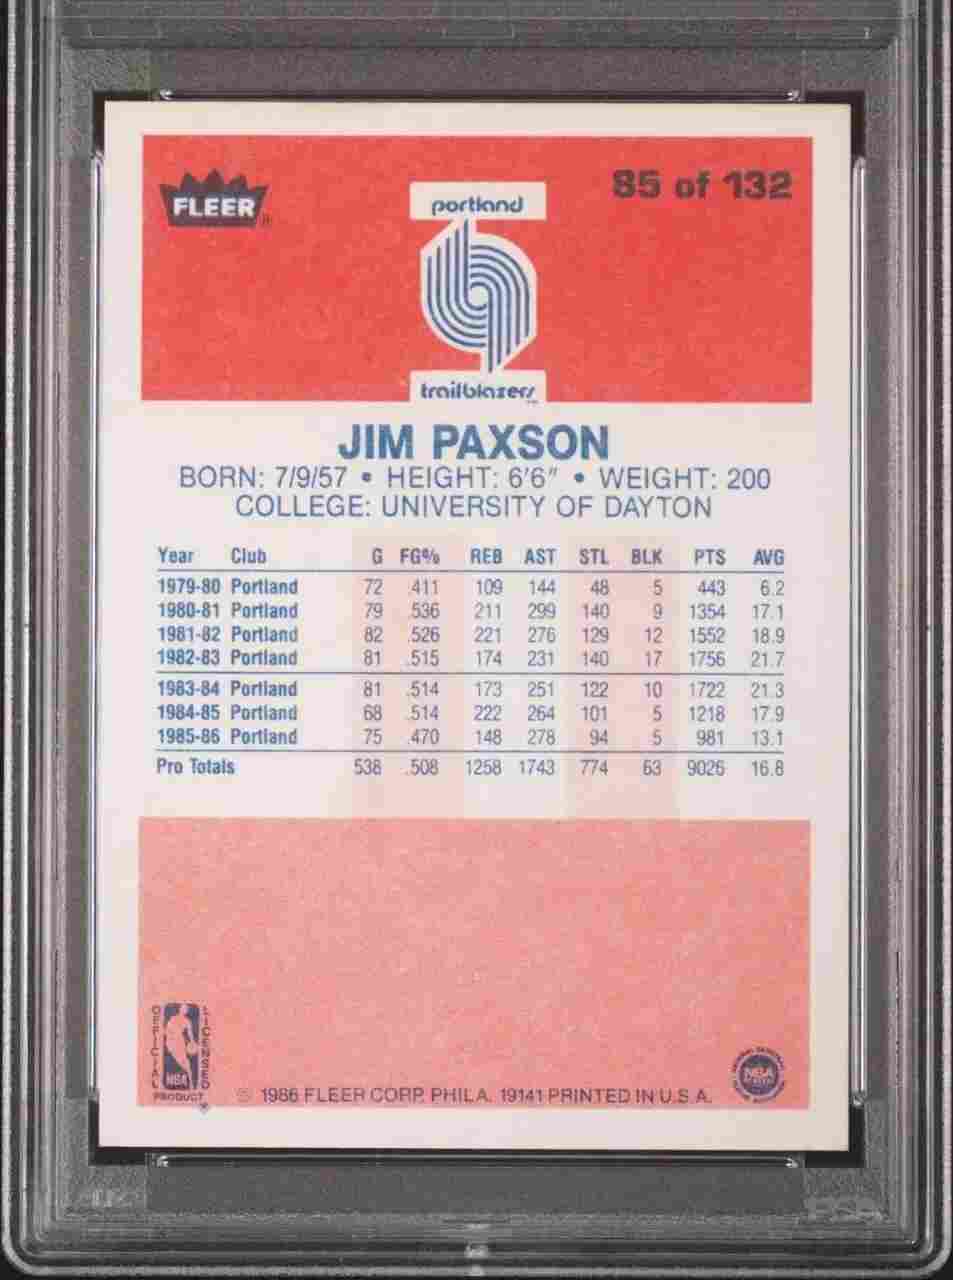 85 of 132
FLEER
portland
trailblazers
JIM PAXSON
BORN: 7/9/57 • HEIGHT: 6'6" • WEIGHT: 200
COLLEGE: UNIVERSITY OF DAYTON
Year Club G FG% REB AST STL BLK PTS AVG
1979-80 Portland 72 .411 109 144 48 5 443 6.2
1980-81 Portland 79 .536 211 299 140 9 1354 17.1
1981-82 Portland 82 .526 221 276 129 12 1552 18.9
1982-83 Portland 81 .515 174 231 140 17 1756 21.7
1983-84 Portland 81 .514 173 251 122 10 1722 21.3
1984-85 Portland 68 .514 222 264 101 5 1218 17.9
1985-86 Portland 75 .470 148 278 94 5 981 13.1
Pro Totals 538 .508 1258 1743 774 63 9026 16.8
OFFICIAL
LICENSED
NBA
PRODUCT
NBA
© 1986 FLEER CORP. PHILA. 19141 PRINTED IN U.S.A.